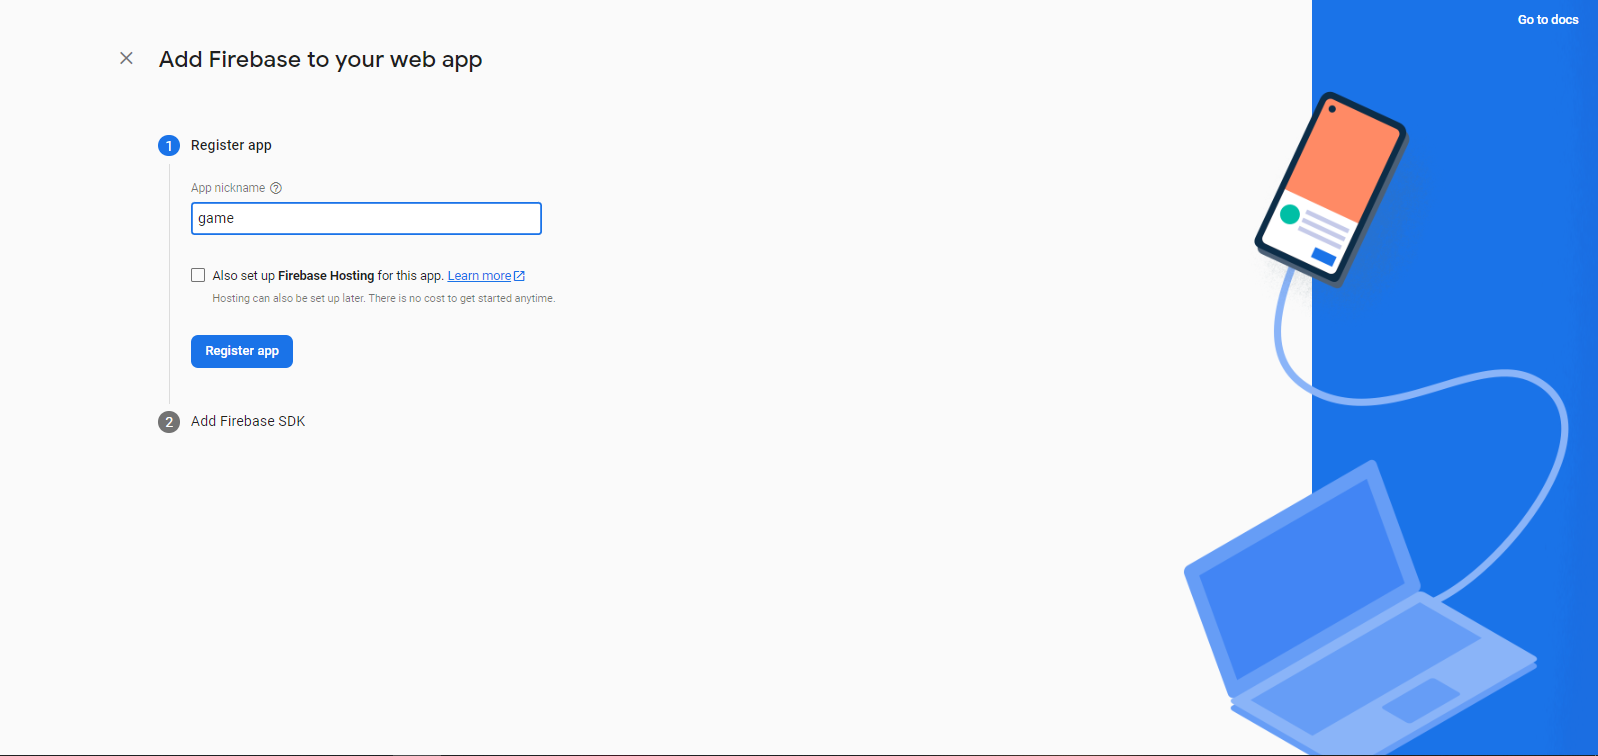 Go to docs
Add Firebase to your web app
1 Register app
App nickname
game
Also set up Firebase Hosting for this app. Learn more
Hosting can also be set up later. There is no cost to get started anytime.
Register app
2 Add Firebase SDK